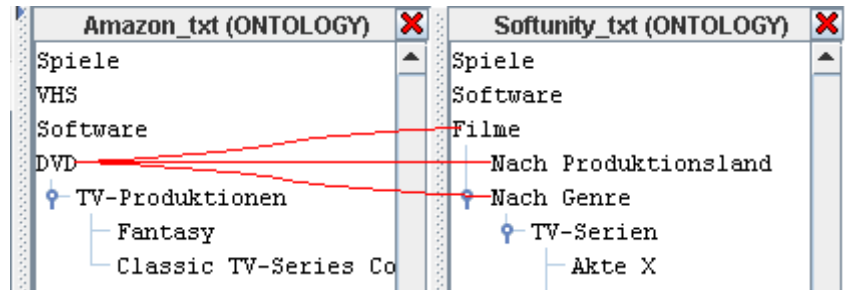 Amazon_txt (ONTOLOGY)
Spiele
VHS
Software
DVD
TV-Produktionen
Fantasy
Classic TV-Series Co
Softunity_txt (ONTOLOGY)
Spiele
Software
Filme
Nach Produktionsland
Nach Genre
TV-Serien
Akte X